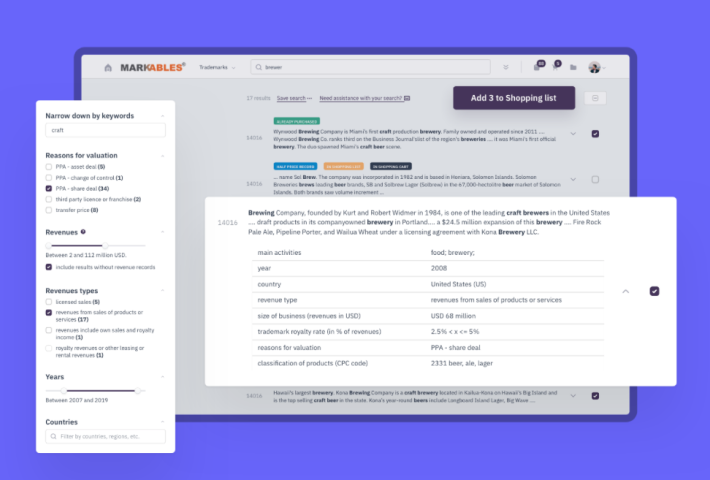 MARKABLES®
Trademarks
brewer
17 results
Save search
Need assistance with your search?
Add 3 to Shopping list
Narrow down by keywords
craft
Reasons for valuation
PPA - asset deal (5)
PPA - change of control (1)
PPA - share deal (34)
third party licence or franchise (2)
transfer price (8)
Revenues
Between 2 and 112 million USD.
include results without revenue records
Revenues types
licensed sales (5)
revenues from sales of products or
services (17)
revenues include own sales and royalty
income (1)
royalty revenues or other leasing or
rental revenues (1)
Years
Between 2007 and 2019
Countries
Filter by countries, regions, etc.
ALREADY PURCHASED
14016
Wynwood Brewing Company is Miami's first craft production brewery. Family owned and operated since 2011 ....
Wynwood Brewing Co. ranks third on the Business Journal'slist of the region's breweries .... It was Miami's first official
brewery. The duo spawned Miami's craft beer scene.
HALF PRICE RECORD
IN SHOPPING LIST
IN SHOPPING CART
14016
... name Sol Brew. The company was incorporated in 1982 and is based in Honiara, Solomon Islands. Solomon
Breweries brews leading beer brands, SB and Solbrew Lager (Solbrew) in the 67,000-hectolitre beer market of Salomon
Islands. Both brands saw volume increment ...
14016
Brewing Company, founded by Kurt and Robert Widmer in 1984, is one of the leading craft brewers in the United States
.... draft products in its companyowned brewery in Portland.... a $24.5 million expansion of this brewery .... Fire Rock
Pale Ale, Pipeline Porter, and Wailua Wheat under a licensing agreement with Kona Brewery LLC.
main activities food; brewery;
year 2008
country United States (US)
revenue type revenues from sales of products or services
size of business (revenues in USD) USD 68 million
trademark royalty rate (in % of revenues) 2.5% < x <= 5%
reasons for valuation PPA - share deal
classification of products (CPC code) 2331 beer, ale, lager
14016
Hawaii's largest brewery. Kona Brewing Company is a craft brewery located in Kailua-Kona on Hawaii's Big Island and
is the top selling craft beer in the state. Kona's year-round beers include Longboard Island Lager, Big Wave ...